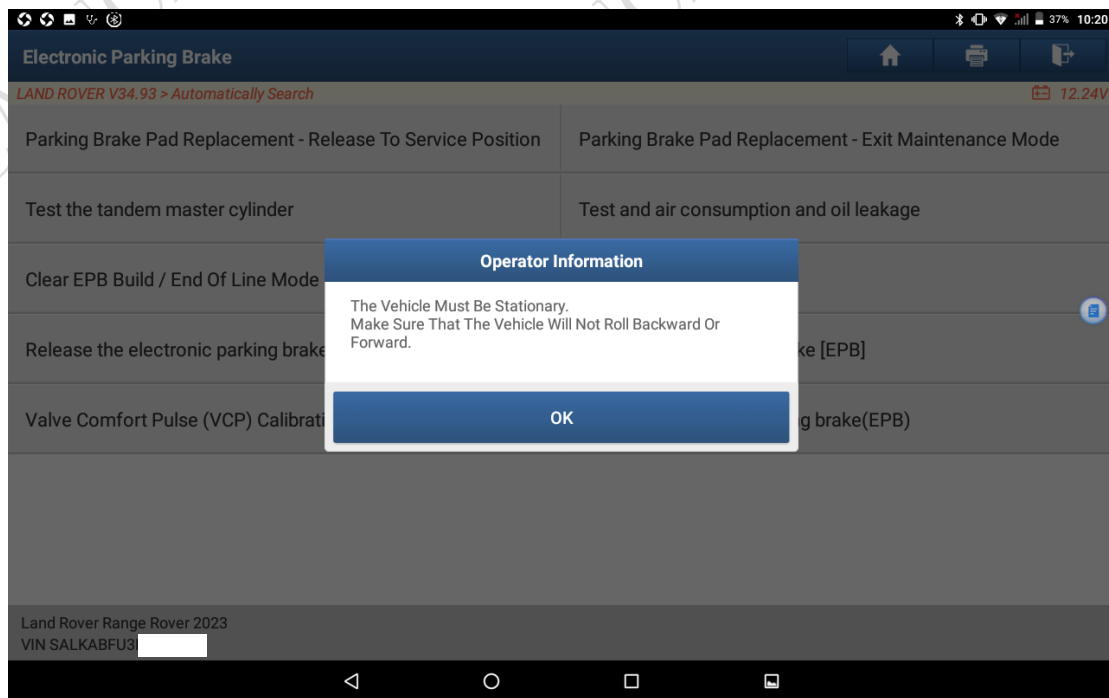 37% 10:20
Electronic Parking Brake
LAND ROVER V34.93 > Automatically Search
12.24V
Parking Brake Pad Replacement - Release To Service Position
Parking Brake Pad Replacement - Exit Maintenance Mode
Test the tandem master cylinder
Test and air consumption and oil leakage
Clear EPB Build / End Of Line Mode
Operator Information
The Vehicle Must Be Stationary.
Make Sure That The Vehicle Will Not Roll Backward Or
Forward.
Release the electronic parking brake
[EPB]
OK
Valve Comfort Pulse (VCP)
brake(EPB)
Land Rover Range Rover 2023
VIN SALKABFU3